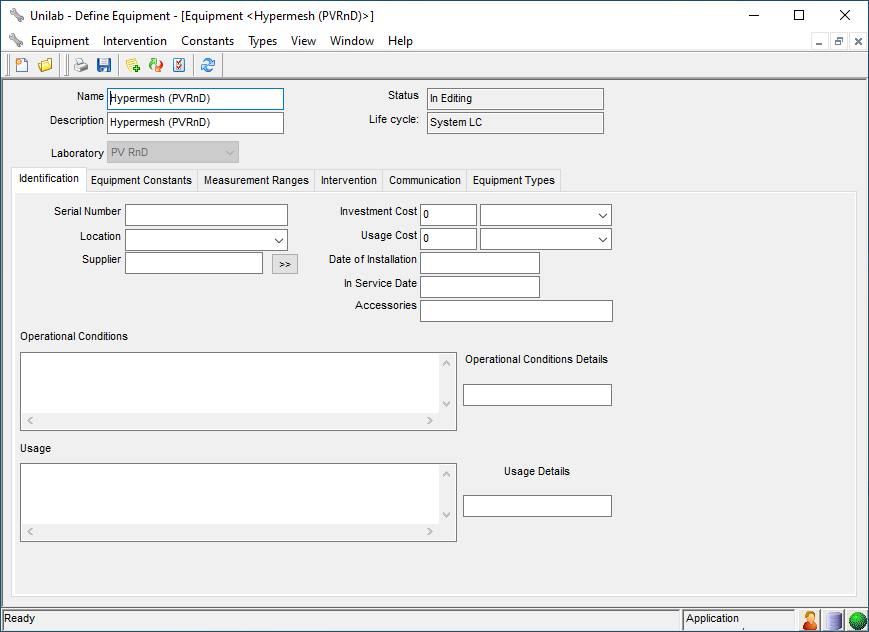 Unilab - Define Equipment - [Equipment <Hypermesh (PVRnD)>]
Equipment Intervention Constants Types View Window Help
Name Hypermesh (PVRnD) Status In Editing
Description Hypermesh (PVRnD) Life cycle: System LC
Laboratory PV RnD
Identification Equipment Constants Measurement Ranges Intervention Communication Equipment Types
Serial Number Investment Cost 0
Location Usage Cost 0
Supplier >> Date of Installation
In Service Date
Accessories
Operational Conditions
Operational Conditions Details
Usage
Usage Details
Ready Application